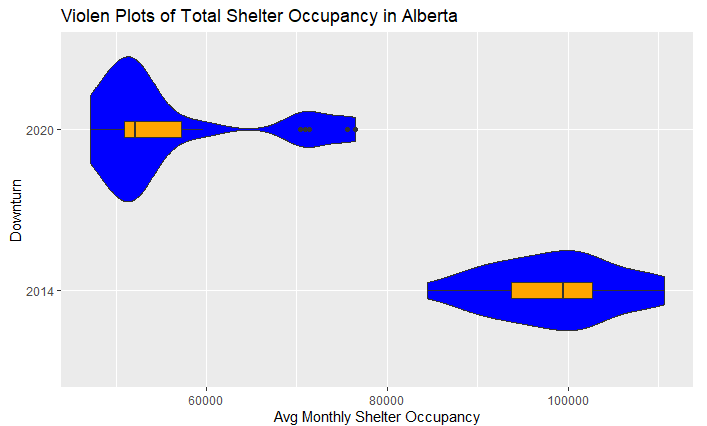 Violen Plots of Total Shelter Occupancy in Alberta
2020
2014
Downturn
60000 80000 100000
Avg Monthly Shelter Occupancy